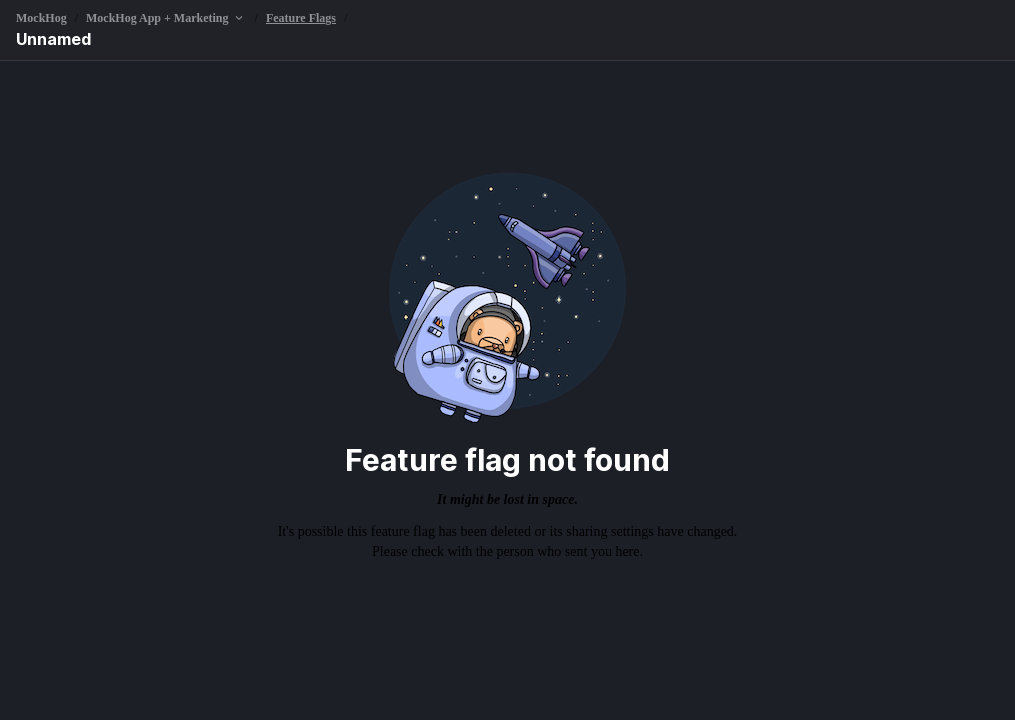 MockHog / MockHog App + Marketing / Feature Flags /
Unnamed
Feature flag not found
It might be lost in space.
It's possible this feature flag has been deleted or its sharing settings have changed.
Please check with the person who sent you here.